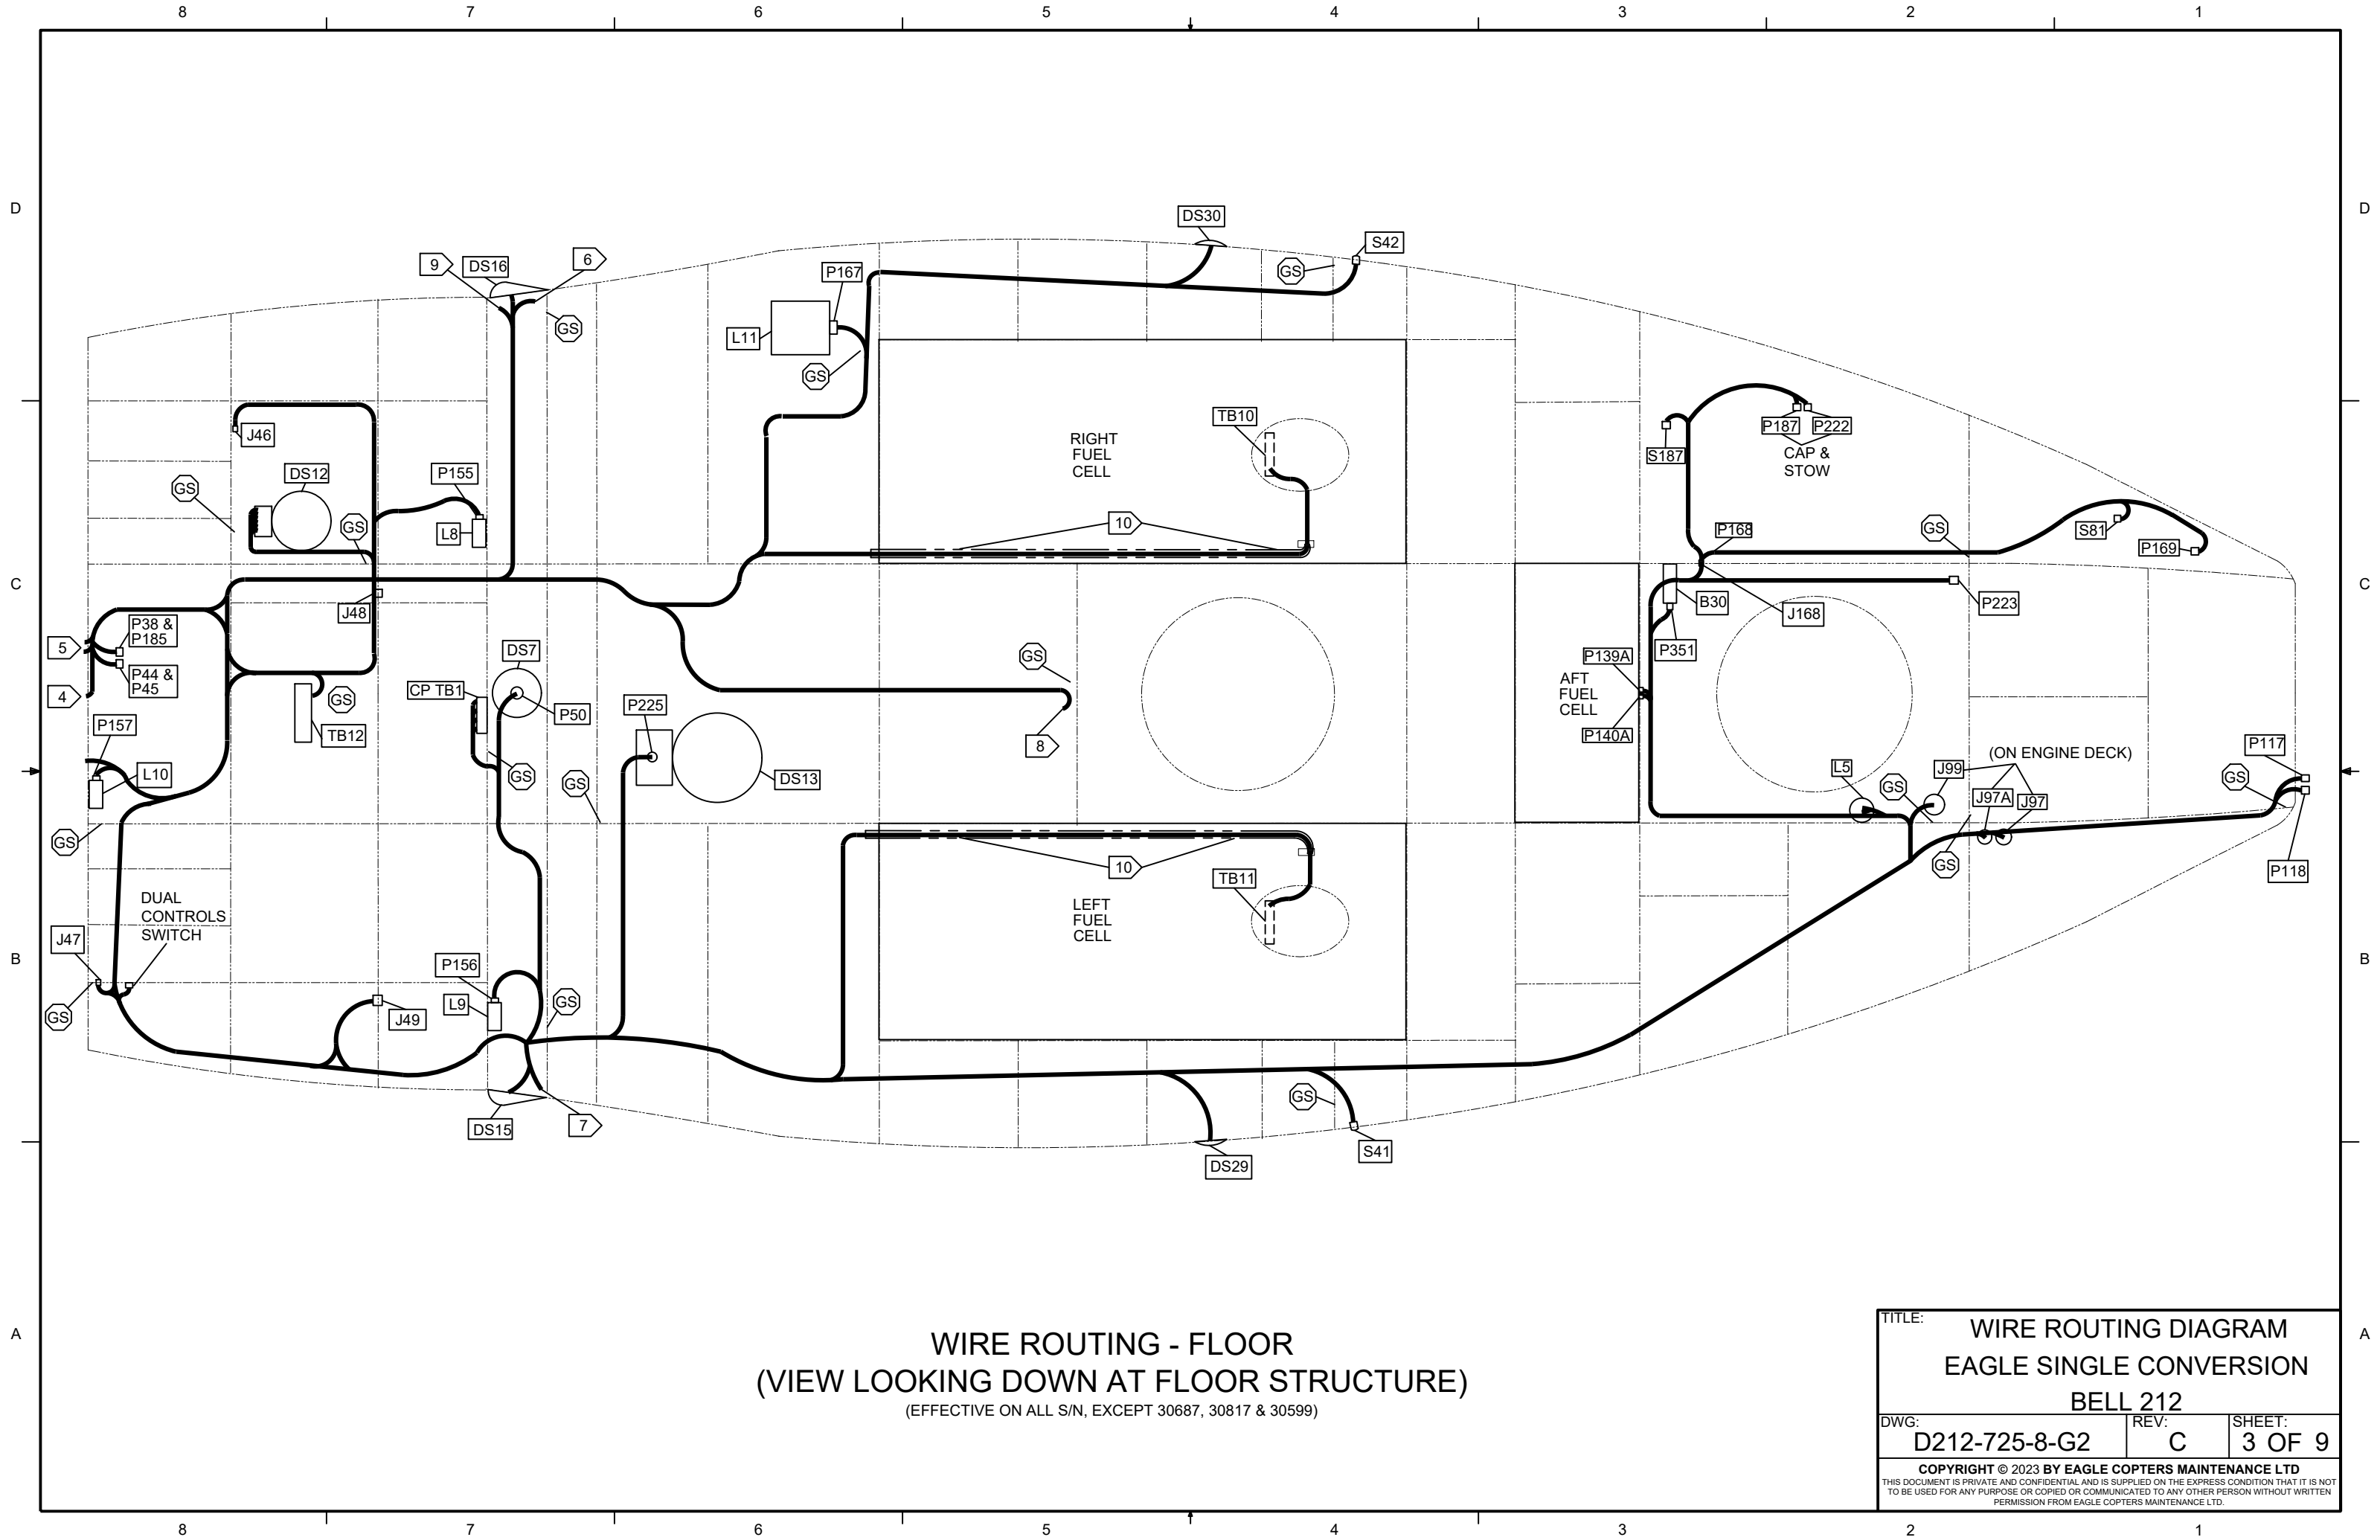 8 7 6 5 4 3 2 1
D
D
DS30
S42
GS
9
DS16
6
GS
P167
L11
GS
J46
DS12
P155
GS
GS
L8
RIGHT
FUEL
CELL
TB10
10
S187
P187
P222
CAP &
STOW
P168
GS
S81
P169
C
C
J48
B30
J168
P223
P38 &
P185
5
P44 &
P45
4
P157
L10
GS
GS
TB12
CP TB1
DS7
P50
P225
GS
GS
DS13
GS
8
P139A
P351
AFT
FUEL
CELL
P140A
L5
GS
J99
(ON ENGINE DECK)
J97A
J97
GS
P117
GS
P118
10
TB11
LEFT
FUEL
CELL
DUAL
CONTROLS
SWITCH
J47
GS
B
B
P156
L9
GS
J49
DS15
7
GS
DS29
S41
A
A
WIRE ROUTING - FLOOR
(VIEW LOOKING DOWN AT FLOOR STRUCTURE)
(EFFECTIVE ON ALL S/N, EXCEPT 30687, 30817 & 30599)
TITLE:
WIRE ROUTING DIAGRAM
EAGLE SINGLE CONVERSION
BELL 212
DWG:
D212-725-8-G2
REV:
C
SHEET:
3 OF 9
COPYRIGHT © 2023 BY EAGLE COPTERS MAINTENANCE LTD
THIS DOCUMENT IS PRIVATE AND CONFIDENTIAL AND IS SUPPLIED ON THE EXPRESS CONDITION THAT IT IS NOT
TO BE USED FOR ANY PURPOSE OR COPIED OR COMMUNICATED TO ANY OTHER PERSON WITHOUT WRITTEN
PERMISSION FROM EAGLE COPTERS MAINTENANCE LTD.
8 7 6 5 4 3 2 1